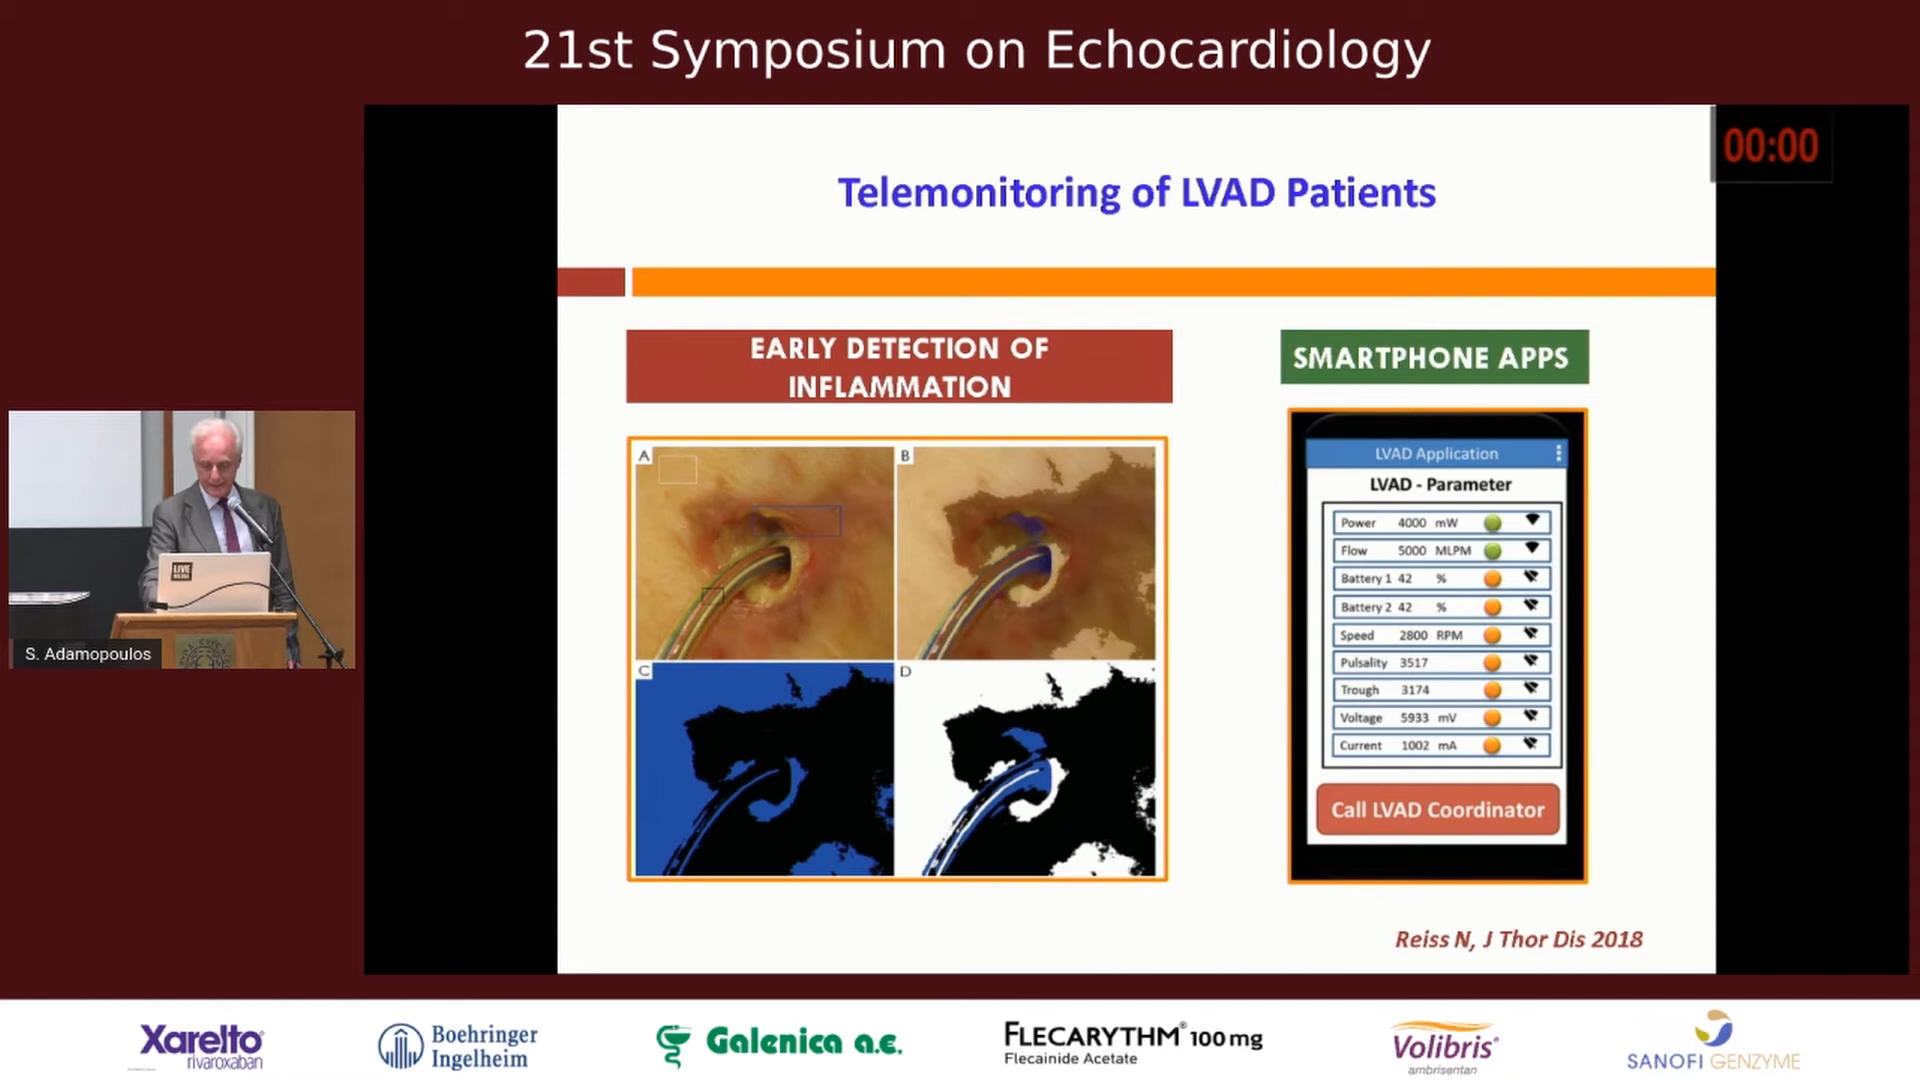 21st Symposium on Echocardiology
00:00
Telemonitoring of LVAD Patients
EARLY DETECTION OF
INFLAMMATION
SMARTPHONE APPS
A
B
C
D
LVAD Application
LVAD - Parameter
Power 4000 mW
Flow 5000 MLPM
Battery 1 42 %
Battery 2 42 %
Speed 2800 RPM
Pulsality 3517
Trough 3174
Voltage 5933 mV
Current 1002 mA
Call LVAD Coordinator
Reiss N, J Thor Dis 2018
LIVE
S. Adamopoulos
Xarelto
rivaroxaban
Boehringer
Ingelheim
Galenica a.e.
FLECARYTHM® 100 mg
Flecainide Acetate
Volibris®
ambrisentan
SANOFI GENZYME